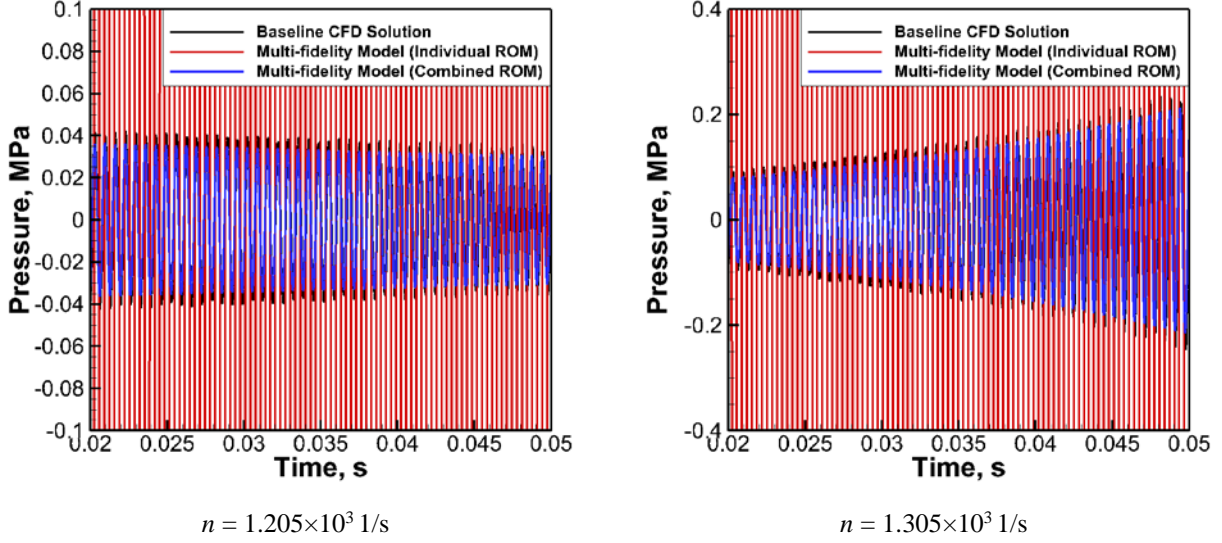 0.1
0.08
0.06
0.04
0.02
0
-0.02
-0.04
-0.06
-0.08
-0.1
Pressure, MPa
Baseline CFD Solution
Multi-fidelity Model (Individual ROM)
Multi-fidelity Model (Combined ROM)
0.02 0.025 0.03 0.035 0.04 0.045 0.05
Time, s
n = 1.205×10³ 1/s
0.4
0.2
0
-0.2
-0.4
Pressure, MPa
Baseline CFD Solution
Multi-fidelity Model (Individual ROM)
Multi-fidelity Model (Combined ROM)
0.02 0.025 0.03 0.035 0.04 0.045 0.05
Time, s
n = 1.305×10³ 1/s